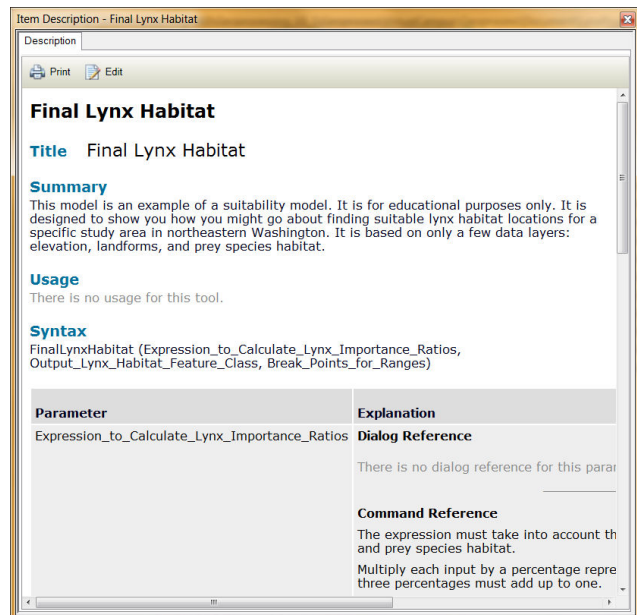 Item Description - Final Lynx Habitat
Description
Print Edit
Final Lynx Habitat
Title Final Lynx Habitat
Summary
This model is an example of a suitability model. It is for educational purposes only. It is
designed to show you how you might go about finding suitable lynx habitat locations for a
specific study area in northeastern Washington. It is based on only a few data layers:
elevation, landforms, and prey species habitat.
Usage
There is no usage for this tool.
Syntax
FinalLynxHabitat (Expression_to_Calculate_Lynx_Importance_Ratios,
Output_Lynx_Habitat_Feature_Class, Break_Points_for_Ranges)
Parameter Explanation
Expression_to_Calculate_Lynx_Importance_Ratios Dialog Reference
There is no dialog reference for this parar
Command Reference
The expression must take into account th
and prey species habitat.
Multiply each input by a percentage repre
three percentages must add up to one.